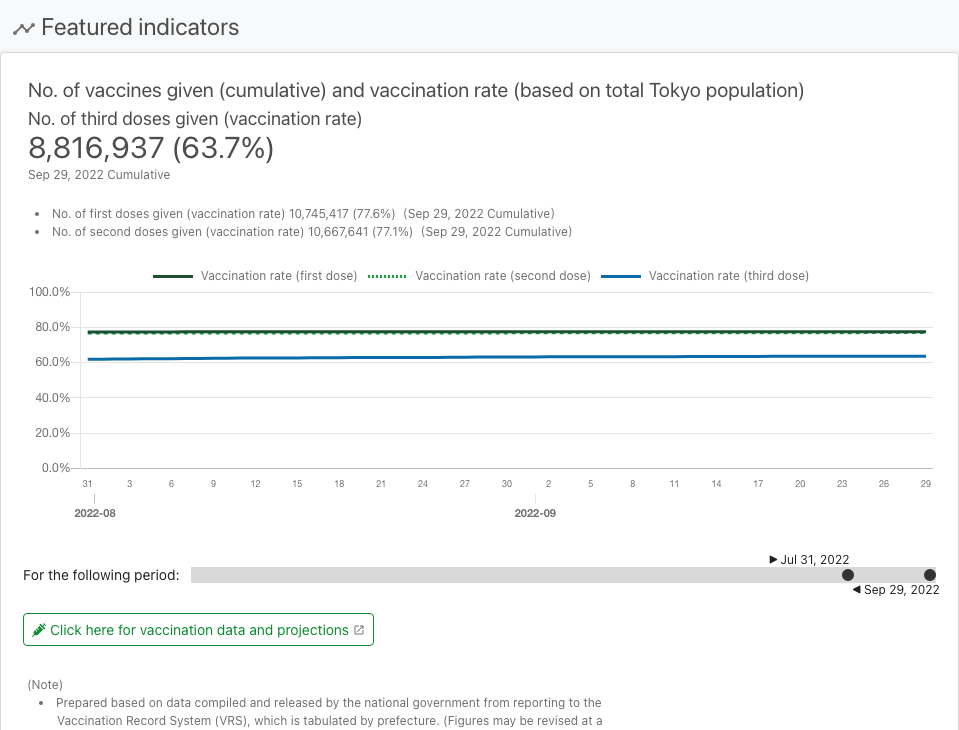 Featured indicators
No. of vaccines given (cumulative) and vaccination rate (based on total Tokyo population)
No. of third doses given (vaccination rate)
8,816,937 (63.7%)
Sep 29, 2022 Cumulative
• No. of first doses given (vaccination rate) 10,745,417 (77.6%) (Sep 29, 2022 Cumulative)
• No. of second doses given (vaccination rate) 10,667,641 (77.1%) (Sep 29, 2022 Cumulative)
Vaccination rate (first dose) Vaccination rate (second dose) Vaccination rate (third dose)
100.0%
80.0%
60.0%
40.0%
20.0%
0.0%
31 3 6 9 12 15 18 21 24 27 30 2 5 8 11 14 17 20 23 26 29
2022-08 2022-09
▶ Jul 31, 2022
For the following period:
◀ Sep 29, 2022
Click here for vaccination data and projections
(Note)
• Prepared based on data compiled and released by the national government from reporting to the
Vaccination Record System (VRS), which is tabulated by prefecture. (Figures may be revised at a